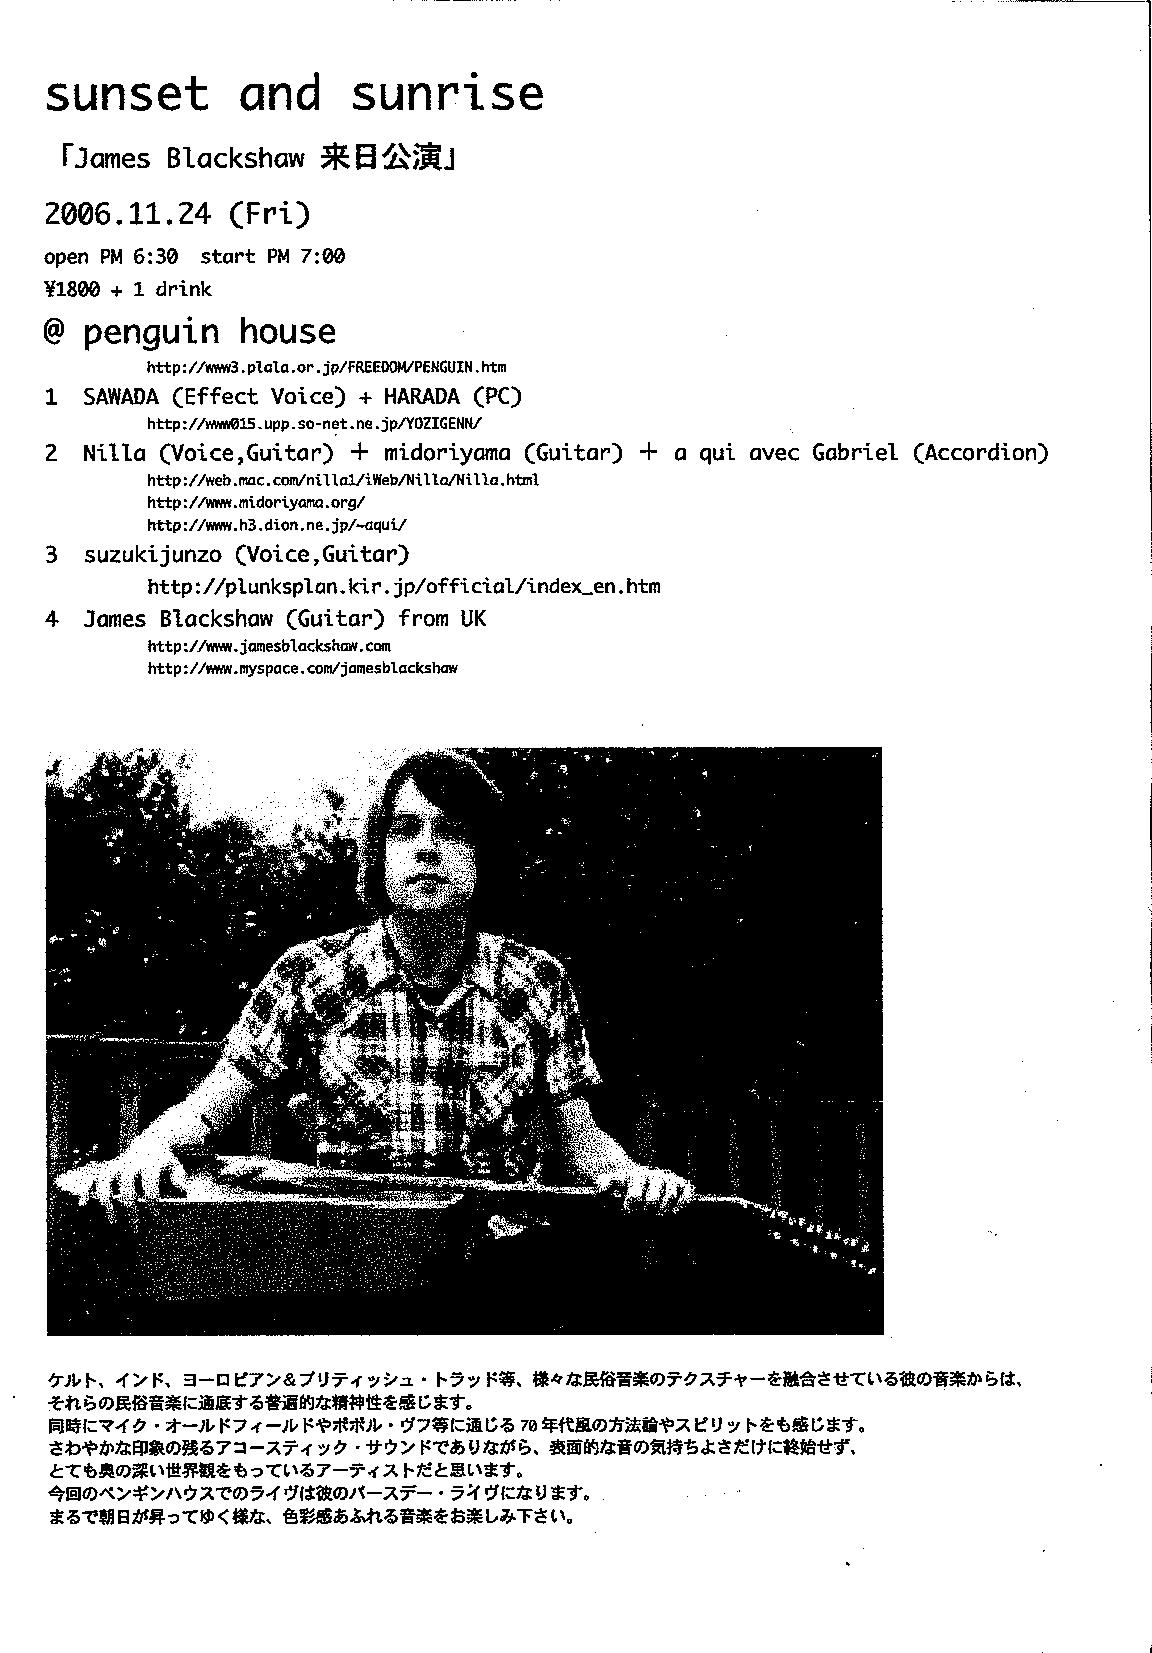 sunset and sunrise
「James Blackshaw 来日公演」
2006.11.24 (Fri)
open PM 6:30 start PM 7:00
¥1800 + 1 drink
@ penguin house
http://www3.plala.or.jp/FREEDOM/PENGUIN.htm
1 SAWADA (Effect Voice) + HARADA (PC)
http://www015.upp.so-net.ne.jp/YOZIGENN/
2 Nilla (Voice,Guitar) ＋ midoriyama (Guitar) ＋ a qui avec Gabriel (Accordion)
http://web.mac.com/nilla1/iWeb/Nilla/Nilla.html
http://www.midoriyama.org/
http://www.h3.dion.ne.jp/~aqui/
3 suzukijunzo (Voice,Guitar)
http://plunksplan.kir.jp/official/index_en.htm
4 James Blackshaw (Guitar) from UK
http://www.jamesblackshaw.com
http://www.myspace.com/jamesblackshaw
ケルト、インド、ヨーロピアン＆ブリティッシュ・トラッド等、様々な民俗音楽のテクスチャーを融合させている彼の音楽からは、
それらの民俗音楽に通底する普遍的な精神性を感じます。
同時にマイク・オールドフィールドやポポル・ヴフ等に通じる 70 年代風の方法論やスピリットをも感じます。
さわやかな印象の残るアコースティック・サウンドでありながら、表面的な音の気持ちよさだけに終始せず、
とても奥の深い世界観をもっているアーティストだと思います。
今回のペンギンハウスでのライヴは彼のバースデー・ライヴになります。
まるで朝日が昇ってゆく様な、色彩感あふれる音楽をお楽しみ下さい。